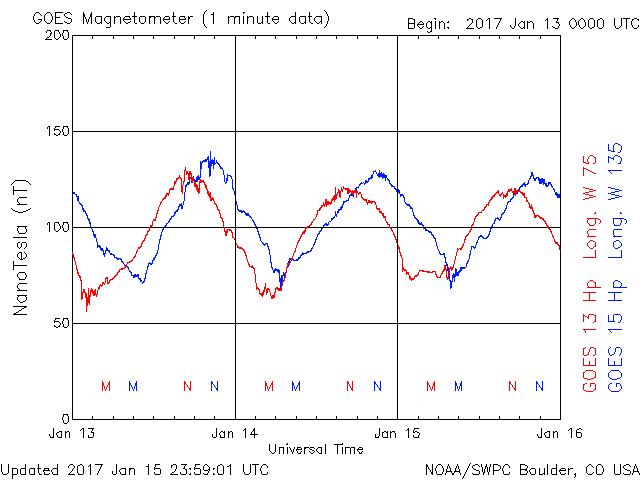 GOES Magnetometer (1 minute data)
Begin: 2017 Jan 13 0000 UTC
200
150
100
50
0
NanoTesla (nT)
M M N N M M N N M M N N
Jan 13 Jan 14 Jan 15 Jan 16
Universal Time
GOES 13 Hp Long. W 75
GOES 15 Hp Long. W 135
Updated 2017 Jan 15 23:59:01 UTC
NOAA/SWPC Boulder, CO USA